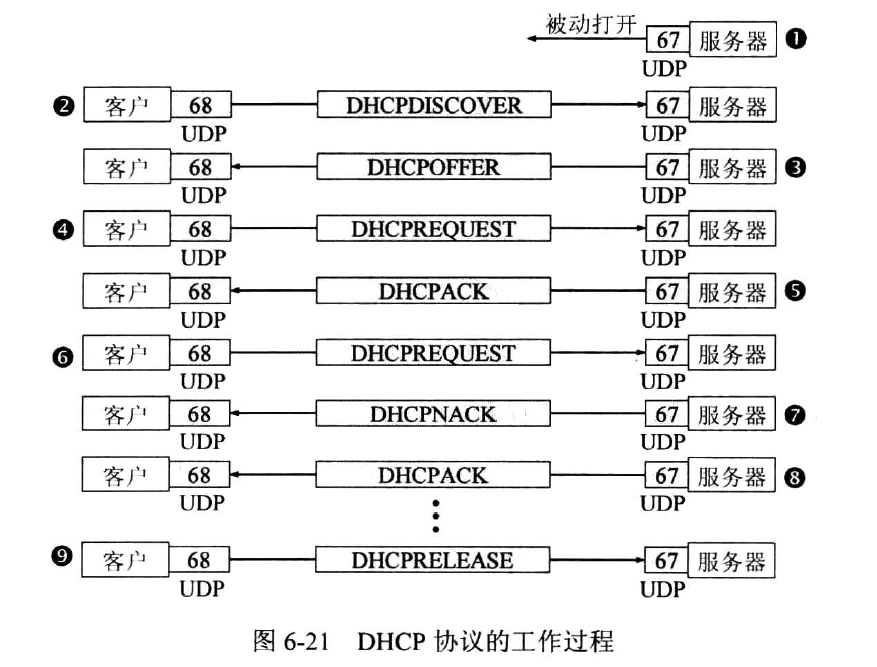 被动打开 67 服务器 ❶
UDP
❷ 客户 68 DHCPDISCOVER 67 服务器
UDP UDP
客户 68 DHCPOFFER 67 服务器 ❸
UDP UDP
❹ 客户 68 DHCPREQUEST 67 服务器
UDP UDP
客户 68 DHCPACK 67 服务器 ❺
UDP UDP
❻ 客户 68 DHCPREQUEST 67 服务器
UDP UDP
客户 68 DHCPNACK 67 服务器 ❼
UDP UDP
客户 68 DHCPACK 67 服务器 ❽
UDP UDP
❾ 客户 68 DHCPRELEASE 67 服务器
UDP UDP
图 6-21 DHCP 协议的工作过程